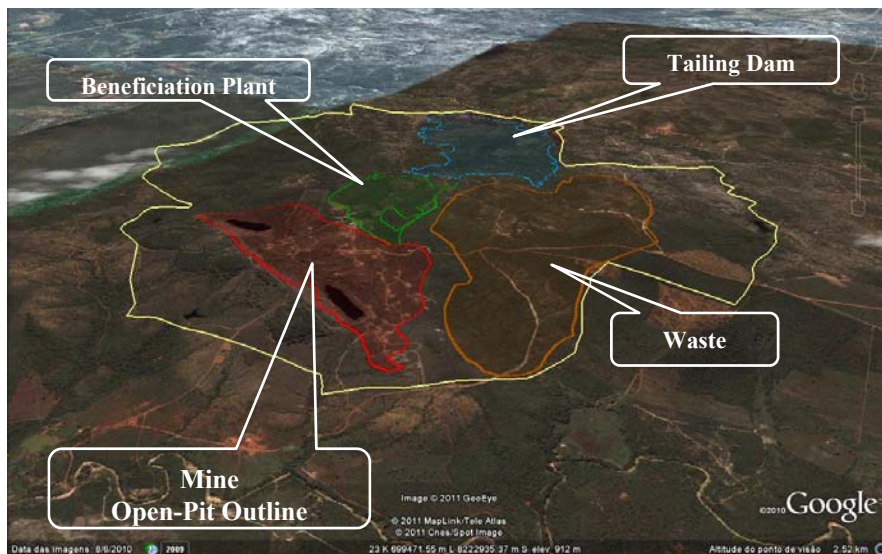 Beneficiation Plant
Tailing Dam
Waste
Mine
Open-Pit Outline
Image © 2011 GeoEye
© 2011 MapLink/Tele Atlas
© 2011 Cnes/Spot Image
©2010 Google
Data das imagens: 8/6/2010
2009
23 K 699471.55 m L 8222935.37 m S elev 912 m
Altitude do ponto de visão 2.52 km